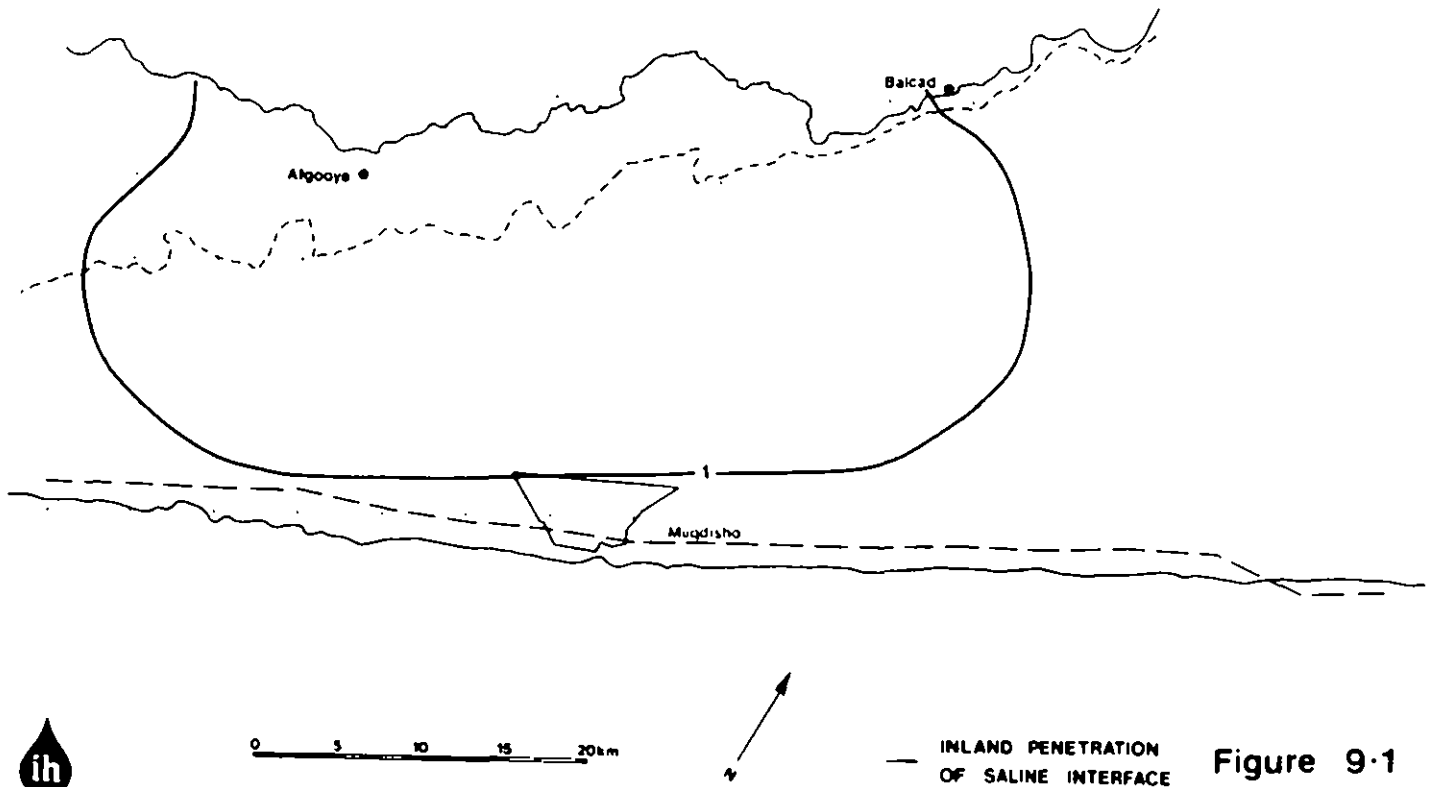 Balcad
Afgooye
1
Muqdisho
0 5 10 15 20km
N
INLAND PENETRATION
OF SALINE INTERFACE
Figure 9·1
ih